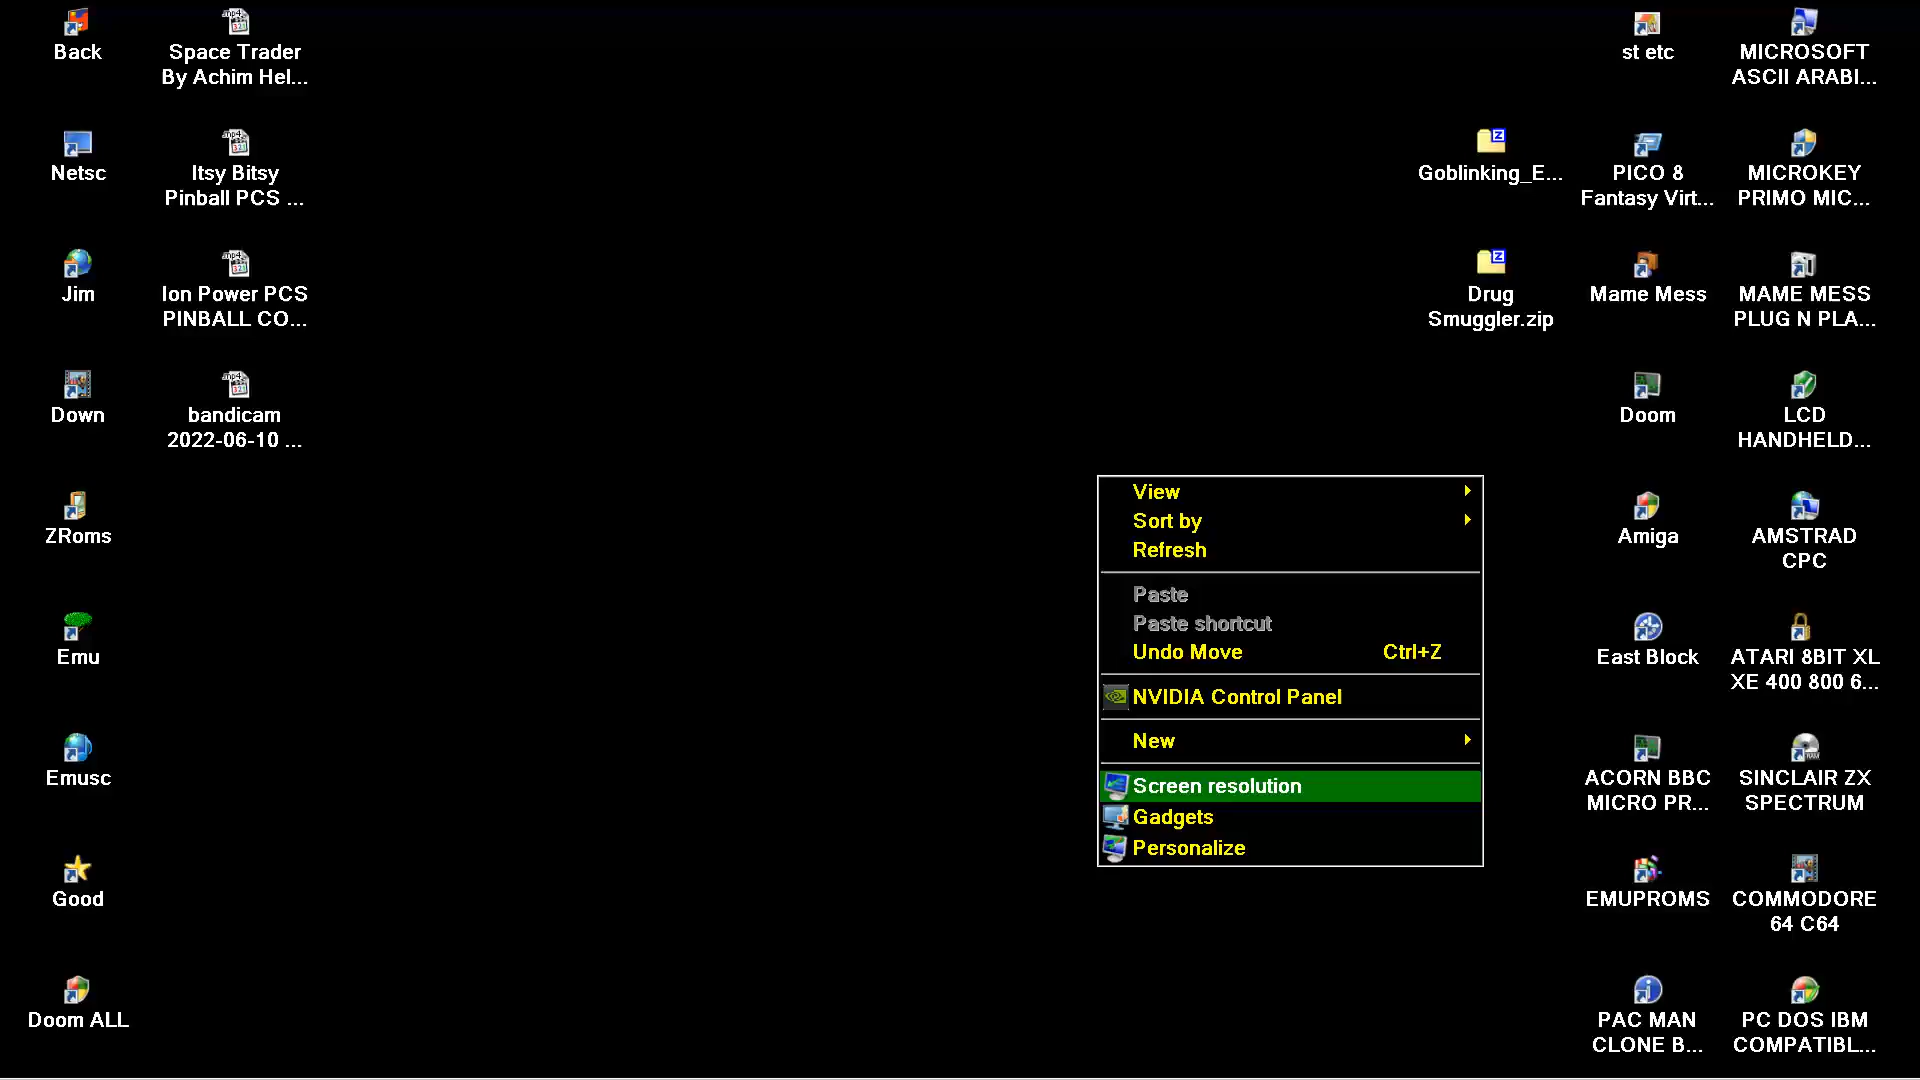 Back
Space Trader
By Achim Hel...
st etc
MICROSOFT
ASCII ARABI...
Netsc
Itsy Bitsy
Pinball PCS ...
Goblinking_E...
PICO 8
Fantasy Virt...
MICROKEY
PRIMO MIC...
Jim
Ion Power PCS
PINBALL CO...
Drug
Smuggler.zip
Mame Mess
MAME MESS
PLUG N PLA...
Down
bandicam
2022-06-10 ...
Doom
LCD
HANDHELD...
ZRoms
Amiga
AMSTRAD
CPC
Emu
East Block
ATARI 8BIT XL
XE 400 800 6...
Emusc
ACORN BBC
MICRO PR...
SINCLAIR ZX
SPECTRUM
Good
EMUPROMS
COMMODORE
64 C64
Doom ALL
PAC MAN
CLONE B...
PC DOS IBM
COMPATIBL...
View
Sort by
Refresh
Paste
Paste shortcut
Undo Move Ctrl+Z
NVIDIA Control Panel
New
Screen resolution
Gadgets
Personalize